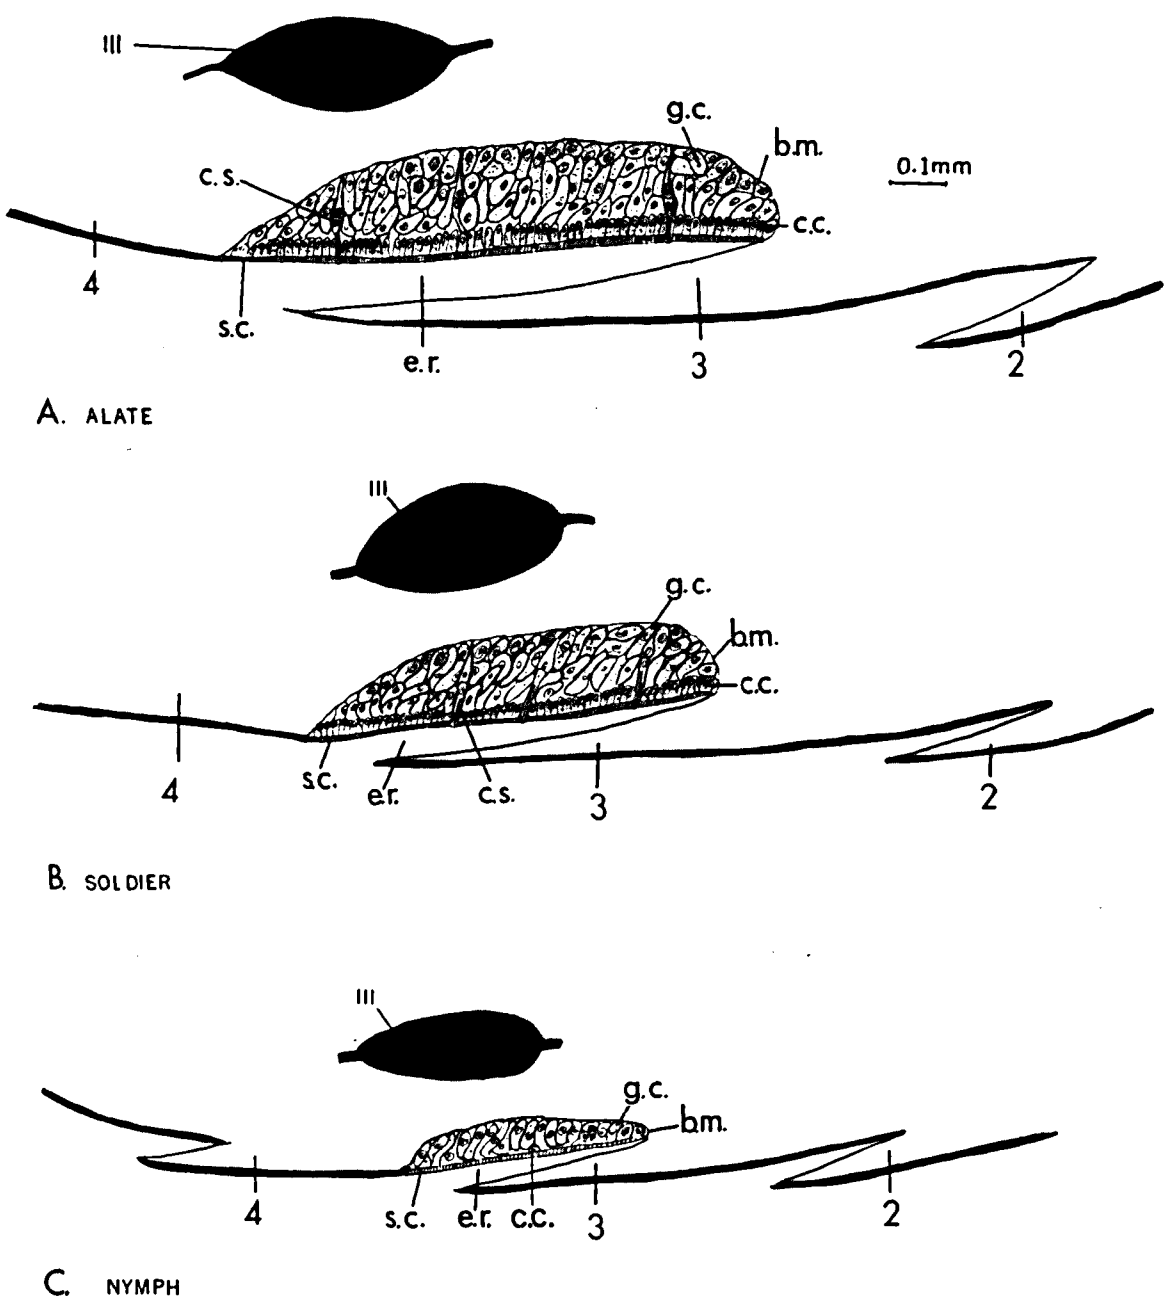 III
g.c.
b.m.
0.1mm
c.s.
c.c.
4
s.c.
e.r.
3
2
A. ALATE
III
g.c.
b.m.
c.c.
4
s.c.
e.r.
c.s.
3
2
B. SOLDIER
III
g.c.
b.m.
4
s.c.
e.r.
c.c.
3
2
C. NYMPH